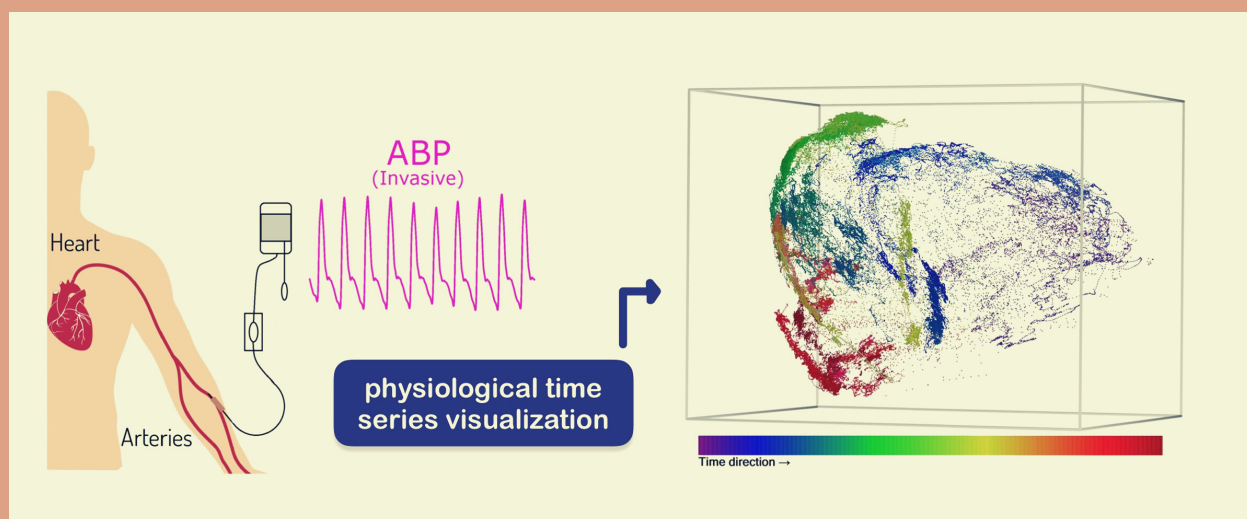 Heart
Arteries
ABP
(Invasive)
physiological time
series visualization
Time direction →